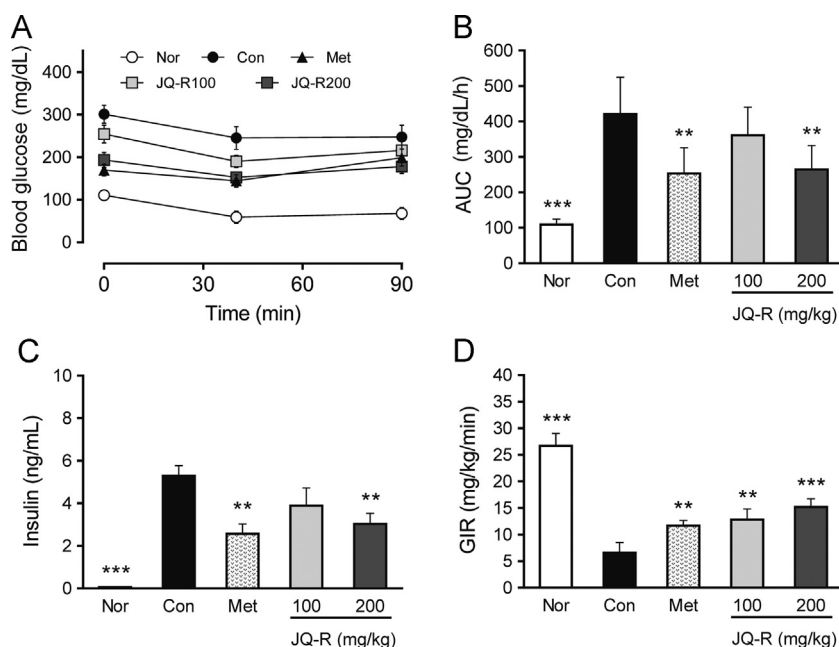 A
Nor Con Met
JQ-R100 JQ-R200
Blood glucose (mg/dL)
400
300
200
100
0
0 30 60 90
Time (min)
B
AUC (mg/dL/h)
600
500
400
300
200
100
0
*** ** **
Nor Con Met 100 200
JQ-R (mg/kg)
C
Insulin (ng/mL)
10
8
6
4
2
0
*** ** **
Nor Con Met 100 200
JQ-R (mg/kg)
D
GIR (mg/kg/min)
40
35
30
25
20
15
10
5
0
*** ** ** ***
Nor Con Met 100 200
JQ-R (mg/kg)